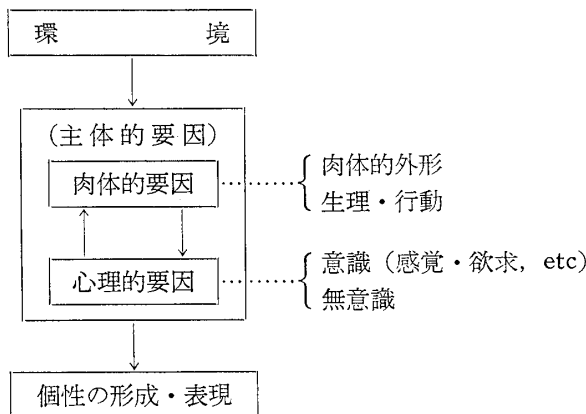 環 境
(主体的要因)
肉体的要因
肉体的外形
生理・行動
心理的要因
意識（感覚・欲求, etc）
無意識
個性の形成・表現